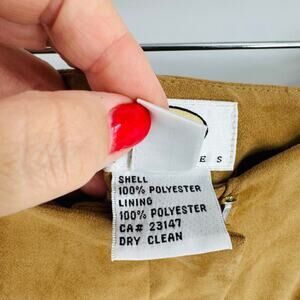 SHELL
100% POLYESTER
LINING
100% POLYESTER
CA# 23147
DRY CLEAN